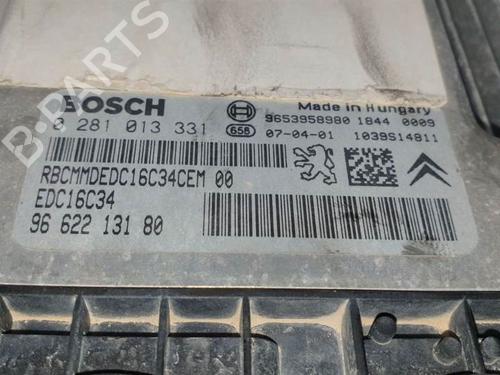 BOSCH
0 281 013 331
658
Made in Hungary
9653958980 1844 0009
07-04-01 1039S14811
RBCMMDEDC16C34CEM 00
EDC16C34
96 622 131 80
B-PARTS